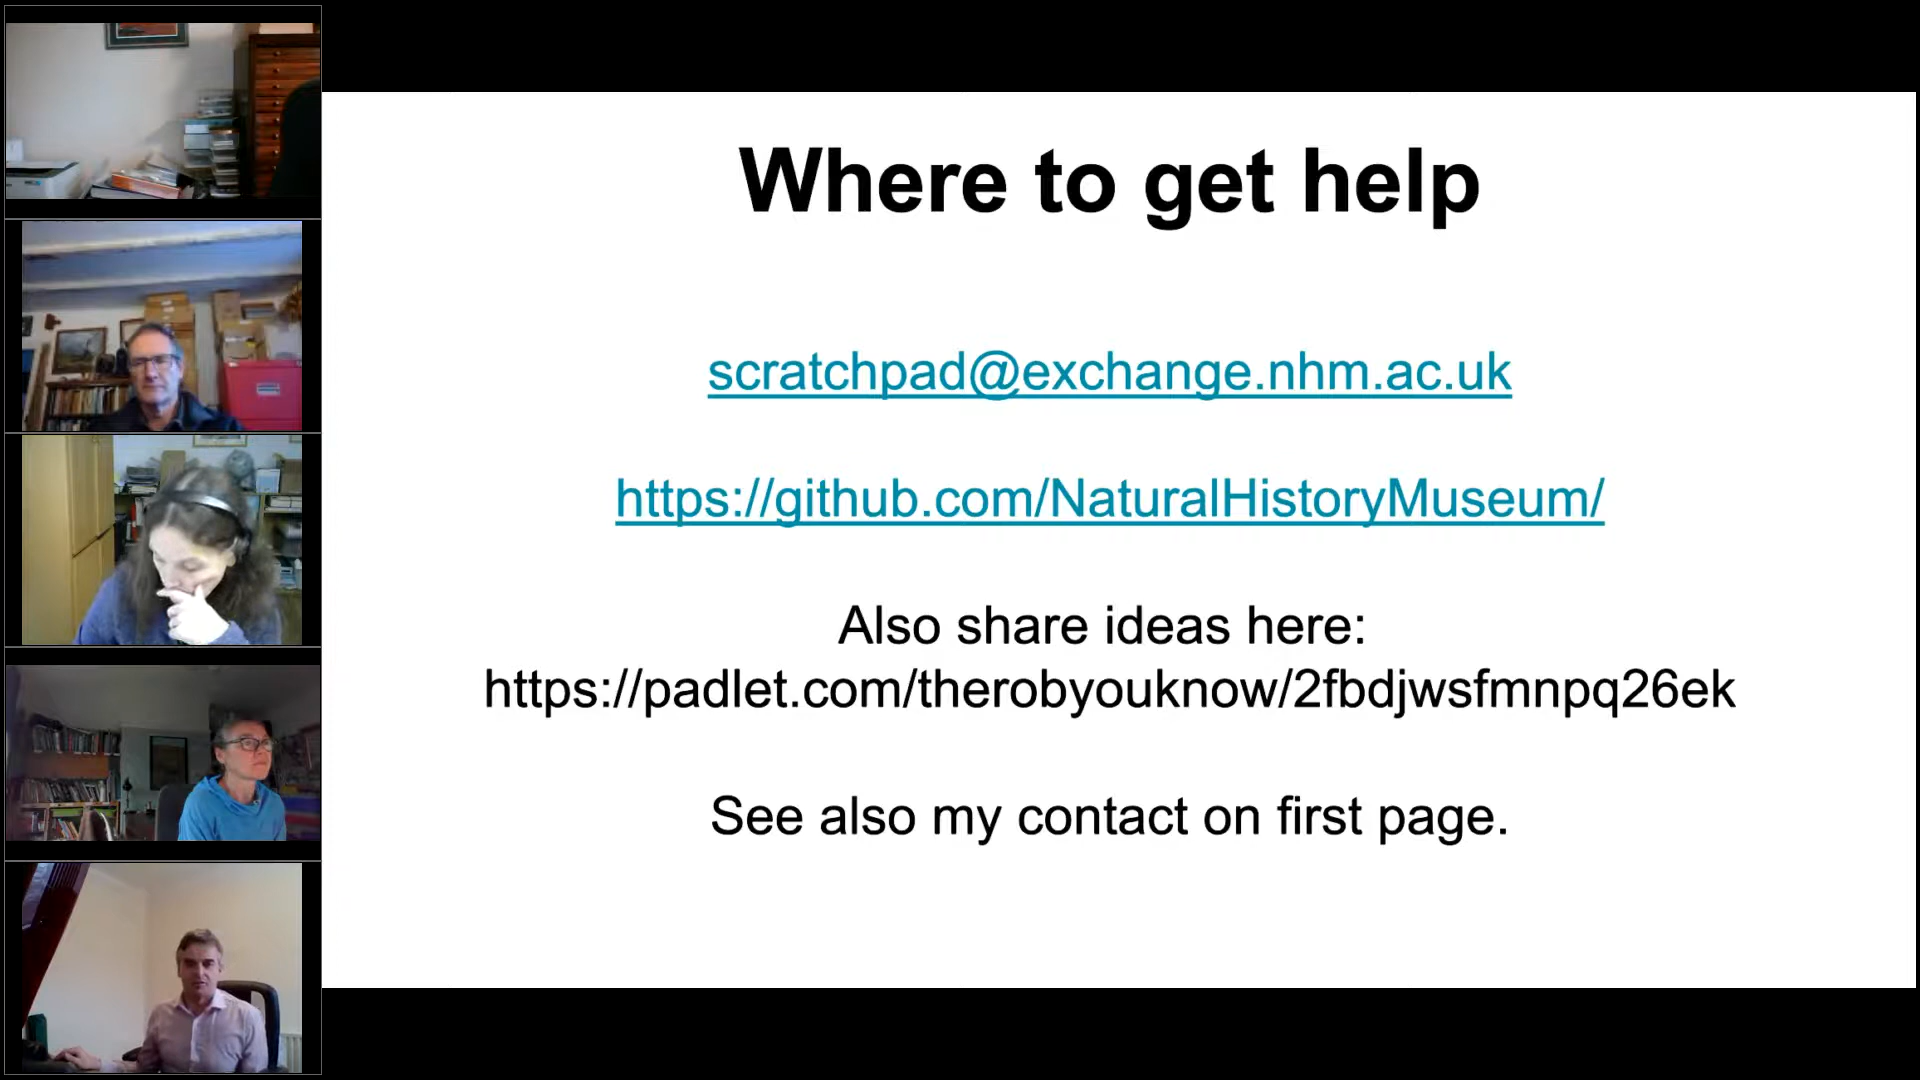 Where to get help
scratchpad@exchange.nhm.ac.uk
https://github.com/NaturalHistoryMuseum/
Also share ideas here:
https://padlet.com/therobyouknow/2fbdjwsfmnpq26ek
See also my contact on first page.